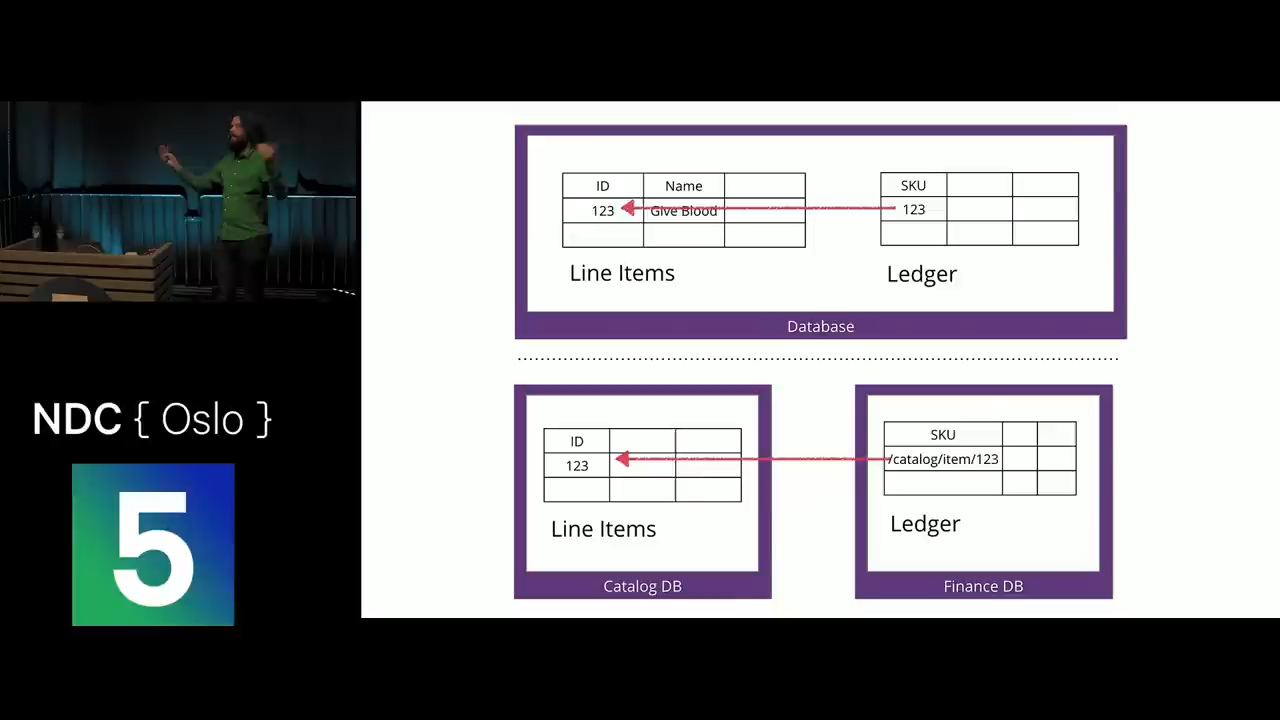 ID Name
123 Give Blood
Line Items
SKU
123
Ledger
Database
ID
123
Line Items
Catalog DB
SKU
/catalog/item/123
Ledger
Finance DB
NDC { Oslo }
5